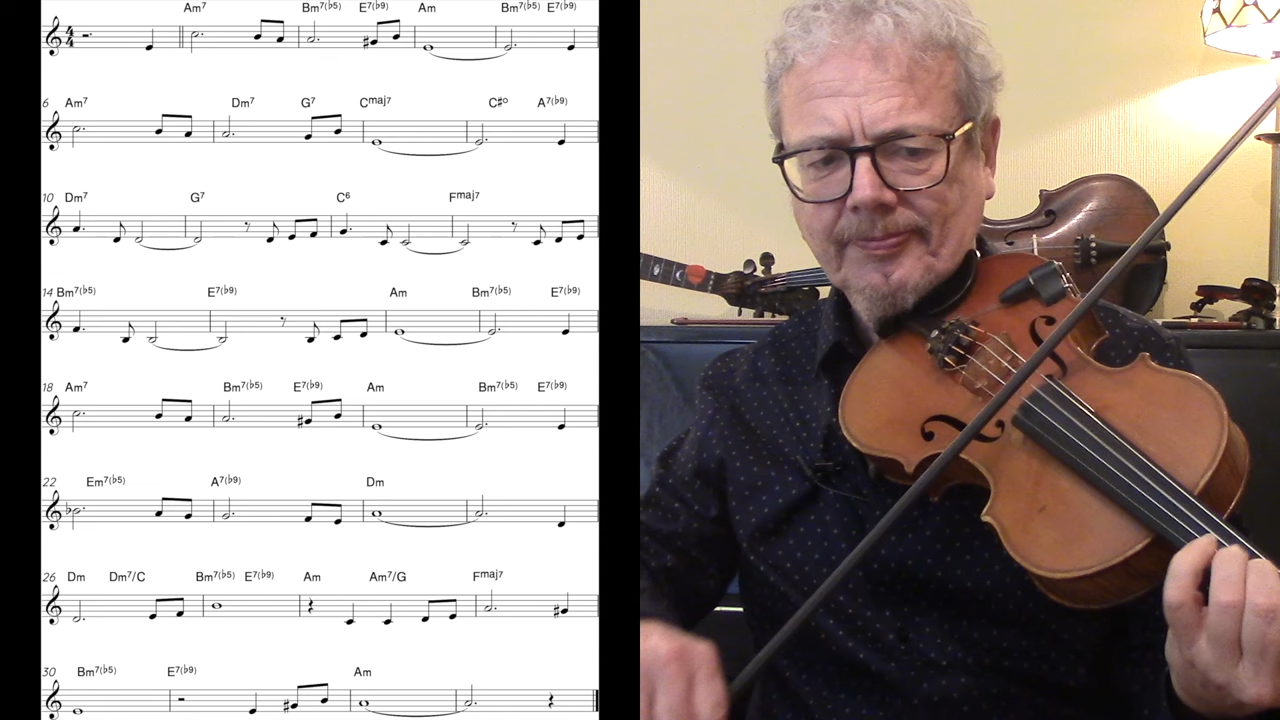 Am7 Bm7(b5) E7(b9) Am Bm7(b5) E7(b9)
4
4
6 Am7 Dm7 G7 Cmaj7 C#o A7(b9)
10 Dm7 G7 C6 Fmaj7
14 Bm7(b5) E7(b9) Am Bm7(b5) E7(b9)
18 Am7 Bm7(b5) E7(b9) Am Bm7(b5) E7(b9)
22 Em7(b5) A7(b9) Dm
26 Dm Dm7/C Bm7(b5) E7(b9) Am Am7/G Fmaj7
30 Bm7(b5) E7(b9) Am